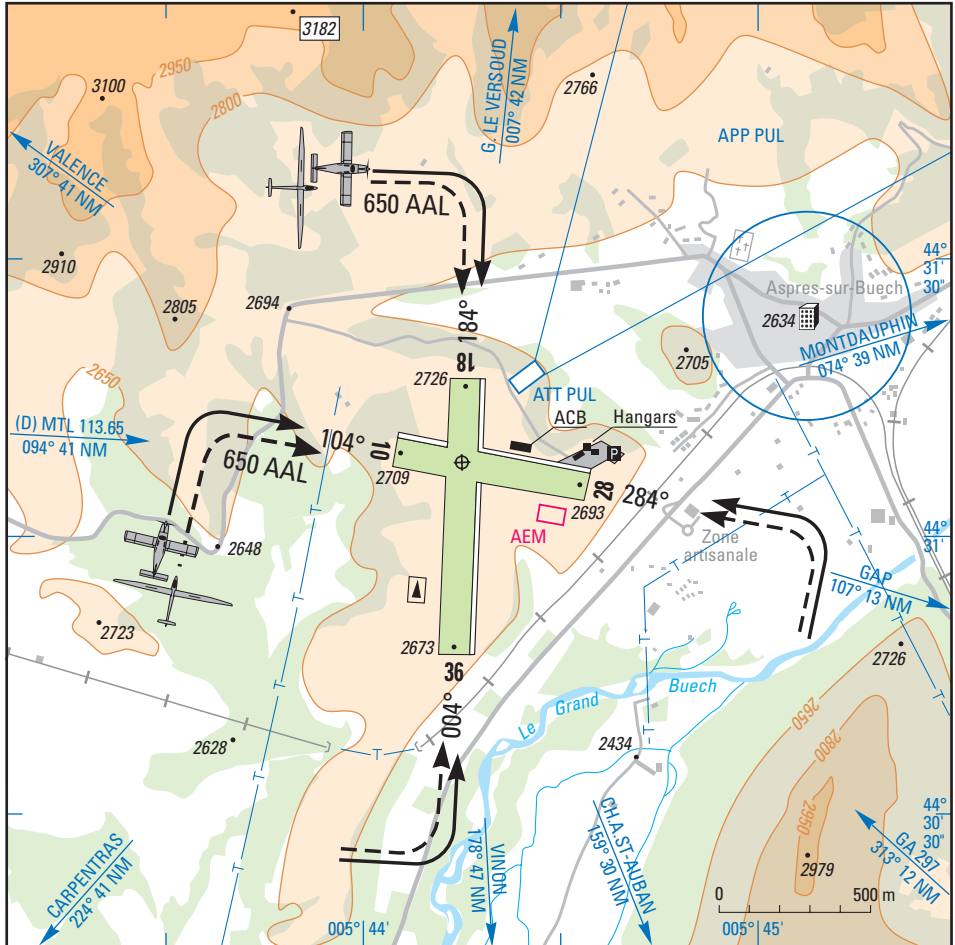 3182
2950
3100
2800
2766
VALENCE
307° 41 NM
G. LE VERSOUD
007° 42 NM
APP PUL
650 AAL
2910
44°
31'
30"
2805
2694
Aspres-sur-Buech
2634
MONTDAUPHIN
074° 39 NM
184°
18
2726
2705
2650
ATT PUL
ACB
Hangars
P
(D) MTL 113.65
094° 41 NM
104°
10
650 AAL
2709
28
284°
2693
AEM
Zone
artisanale
44°
31'
2648
GAP
107° 13 NM
2723
2673
36
004°
2726
Le Grand Buech
2650
2800
2950
2628
2434
44°
30'
30"
2979
GA 297
313° 12 NM
CARPENTRAS
224° 41 NM
VINON
178° 47 NM
CH.A.ST-AUBAN
159° 30 NM
0 500 m
005° 44'
005° 45'